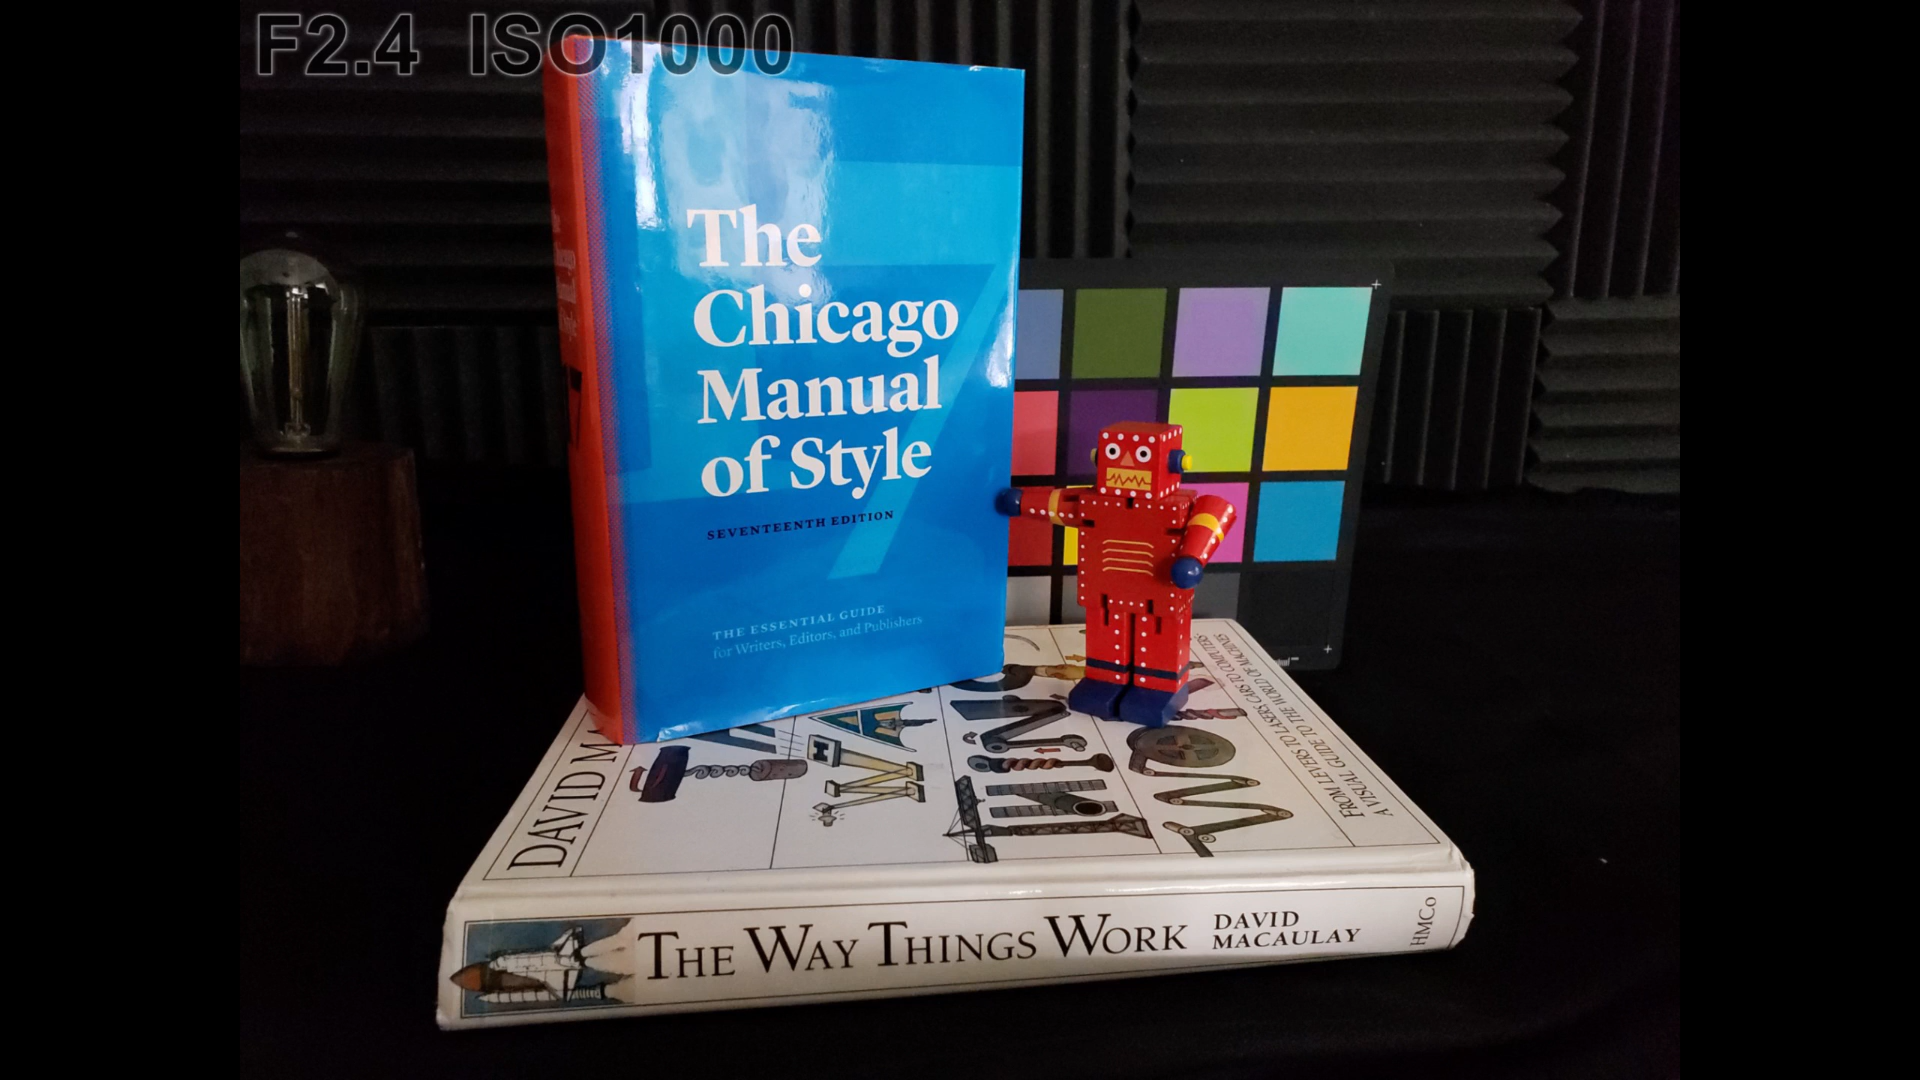 F2.4 ISO1000
The
Chicago
Manual
of Style
SEVENTEENTH EDITION
THE ESSENTIAL GUIDE
for Writers, Editors, and Publishers
DAVID
FROM LEVERS TO LASERS, CARS TO COMPUTERS-
A VISUAL GUIDE TO THE WORLD OF MACHINES
THE WAY THINGS WORK
DAVID
MACAULAY
HMCo